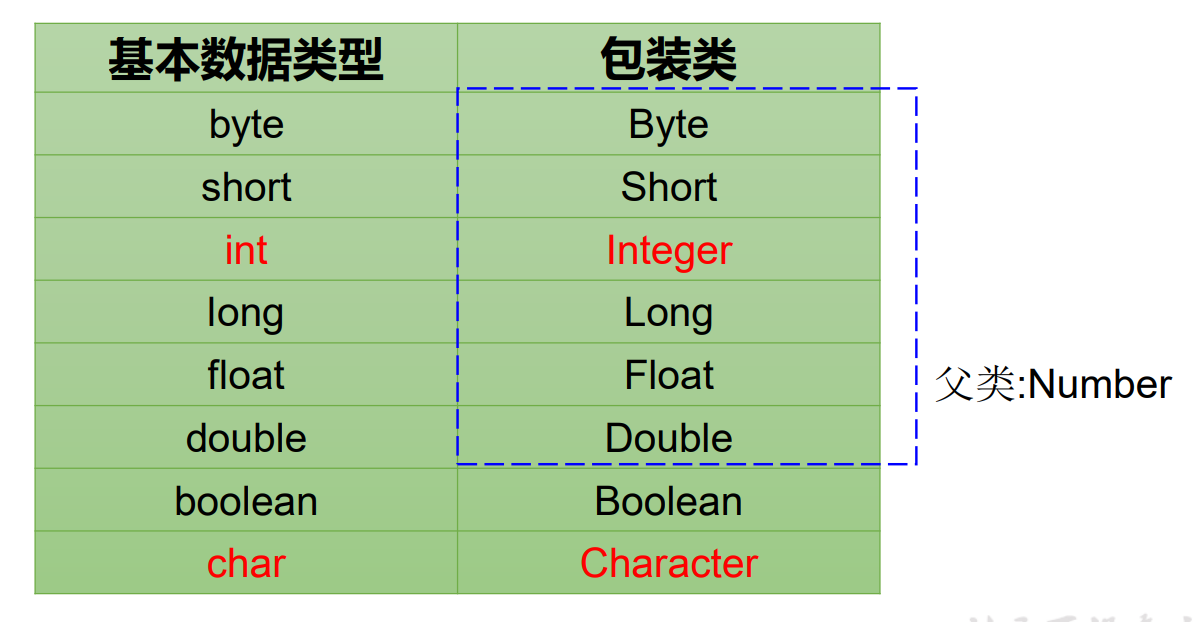 基本数据类型 包装类
byte Byte
short Short
int Integer
long Long
float Float
父类:Number
double Double
boolean Boolean
char Character